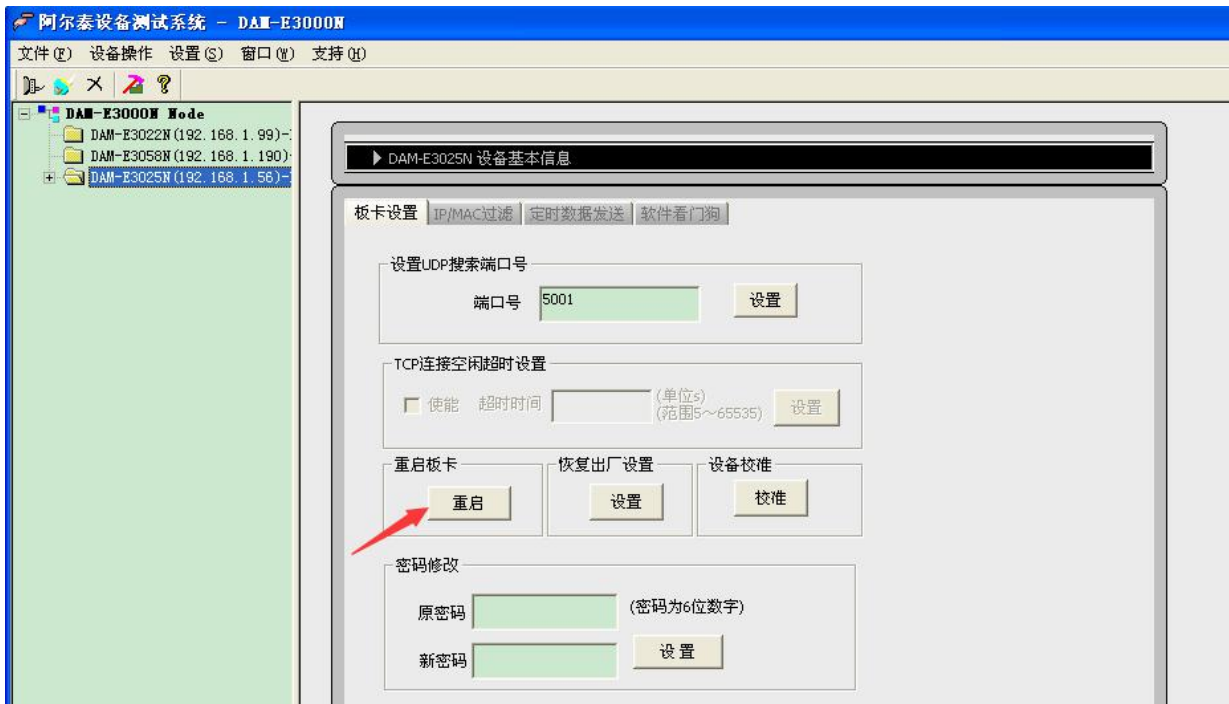 阿尔泰设备测试系统 - DAM-E3000N
文件(F) 设备操作 设置(S) 窗口(W) 支持(H)
DAM-E3000N Node
DAM-E3022N(192.168.1.99)-
DAM-E3058N(192.168.1.190)-
DAM-E3025N(192.168.1.56)-
DAM-E3025N 设备基本信息
板卡设置 IP/MAC过滤 定时数据发送 软件看门狗
设置UDP搜索端口号
端口号 5001 设置
TCP连接空闲超时设置
使能 超时时间 (单位s)
(范围5～65535) 设置
重启板卡 恢复出厂设置 设备校准
重启 设置 校准
密码修改
原密码 (密码为6位数字)
新密码 设置